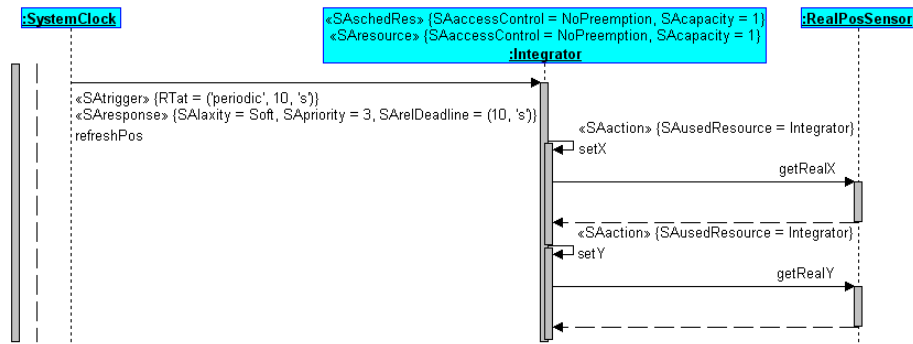 :SystemClock
«SAschedRes» {SAaccessControl = NoPreemption, SAcapacity = 1}
«SAresource» {SAaccessControl = NoPreemption, SAcapacity = 1}
:Integrator
:RealPosSensor
«SAtrigger» {RTat = ('periodic', 10, 's')}
«SAresponse» {SAlaxity = Soft, SApriority = 3, SArelDeadline = (10, 's')}
refreshPos
«SAaction» {SAusedResource = Integrator}
setX
getRealX
«SAaction» {SAusedResource = Integrator}
setY
getRealY